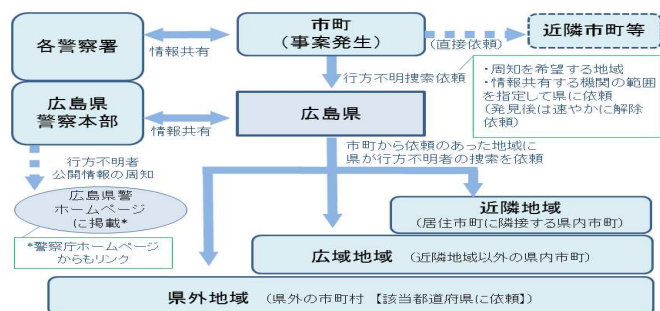 各警察署
情報共有
市町
(事案発生)
(直接依頼)
近隣市町等
行方不明捜索依頼
・周知を希望する地域
・情報共有する機関の範囲
を指定して県に依頼
(発見後は速やかに解除
依頼)
広島県
警察本部
情報共有
広島県
行方不明者
公開情報の周知
市町から依頼のあった地域に
県が行方不明者の捜索を依頼
広島県警
ホームページ
に掲載*
*警察庁ホームページ
からもリンク
近隣地域
(居住市町に隣接する県内市町)
広域地域 (近隣地域以外の県内市町)
県外地域 (県外の市町村 【該当都道府県に依頼】)